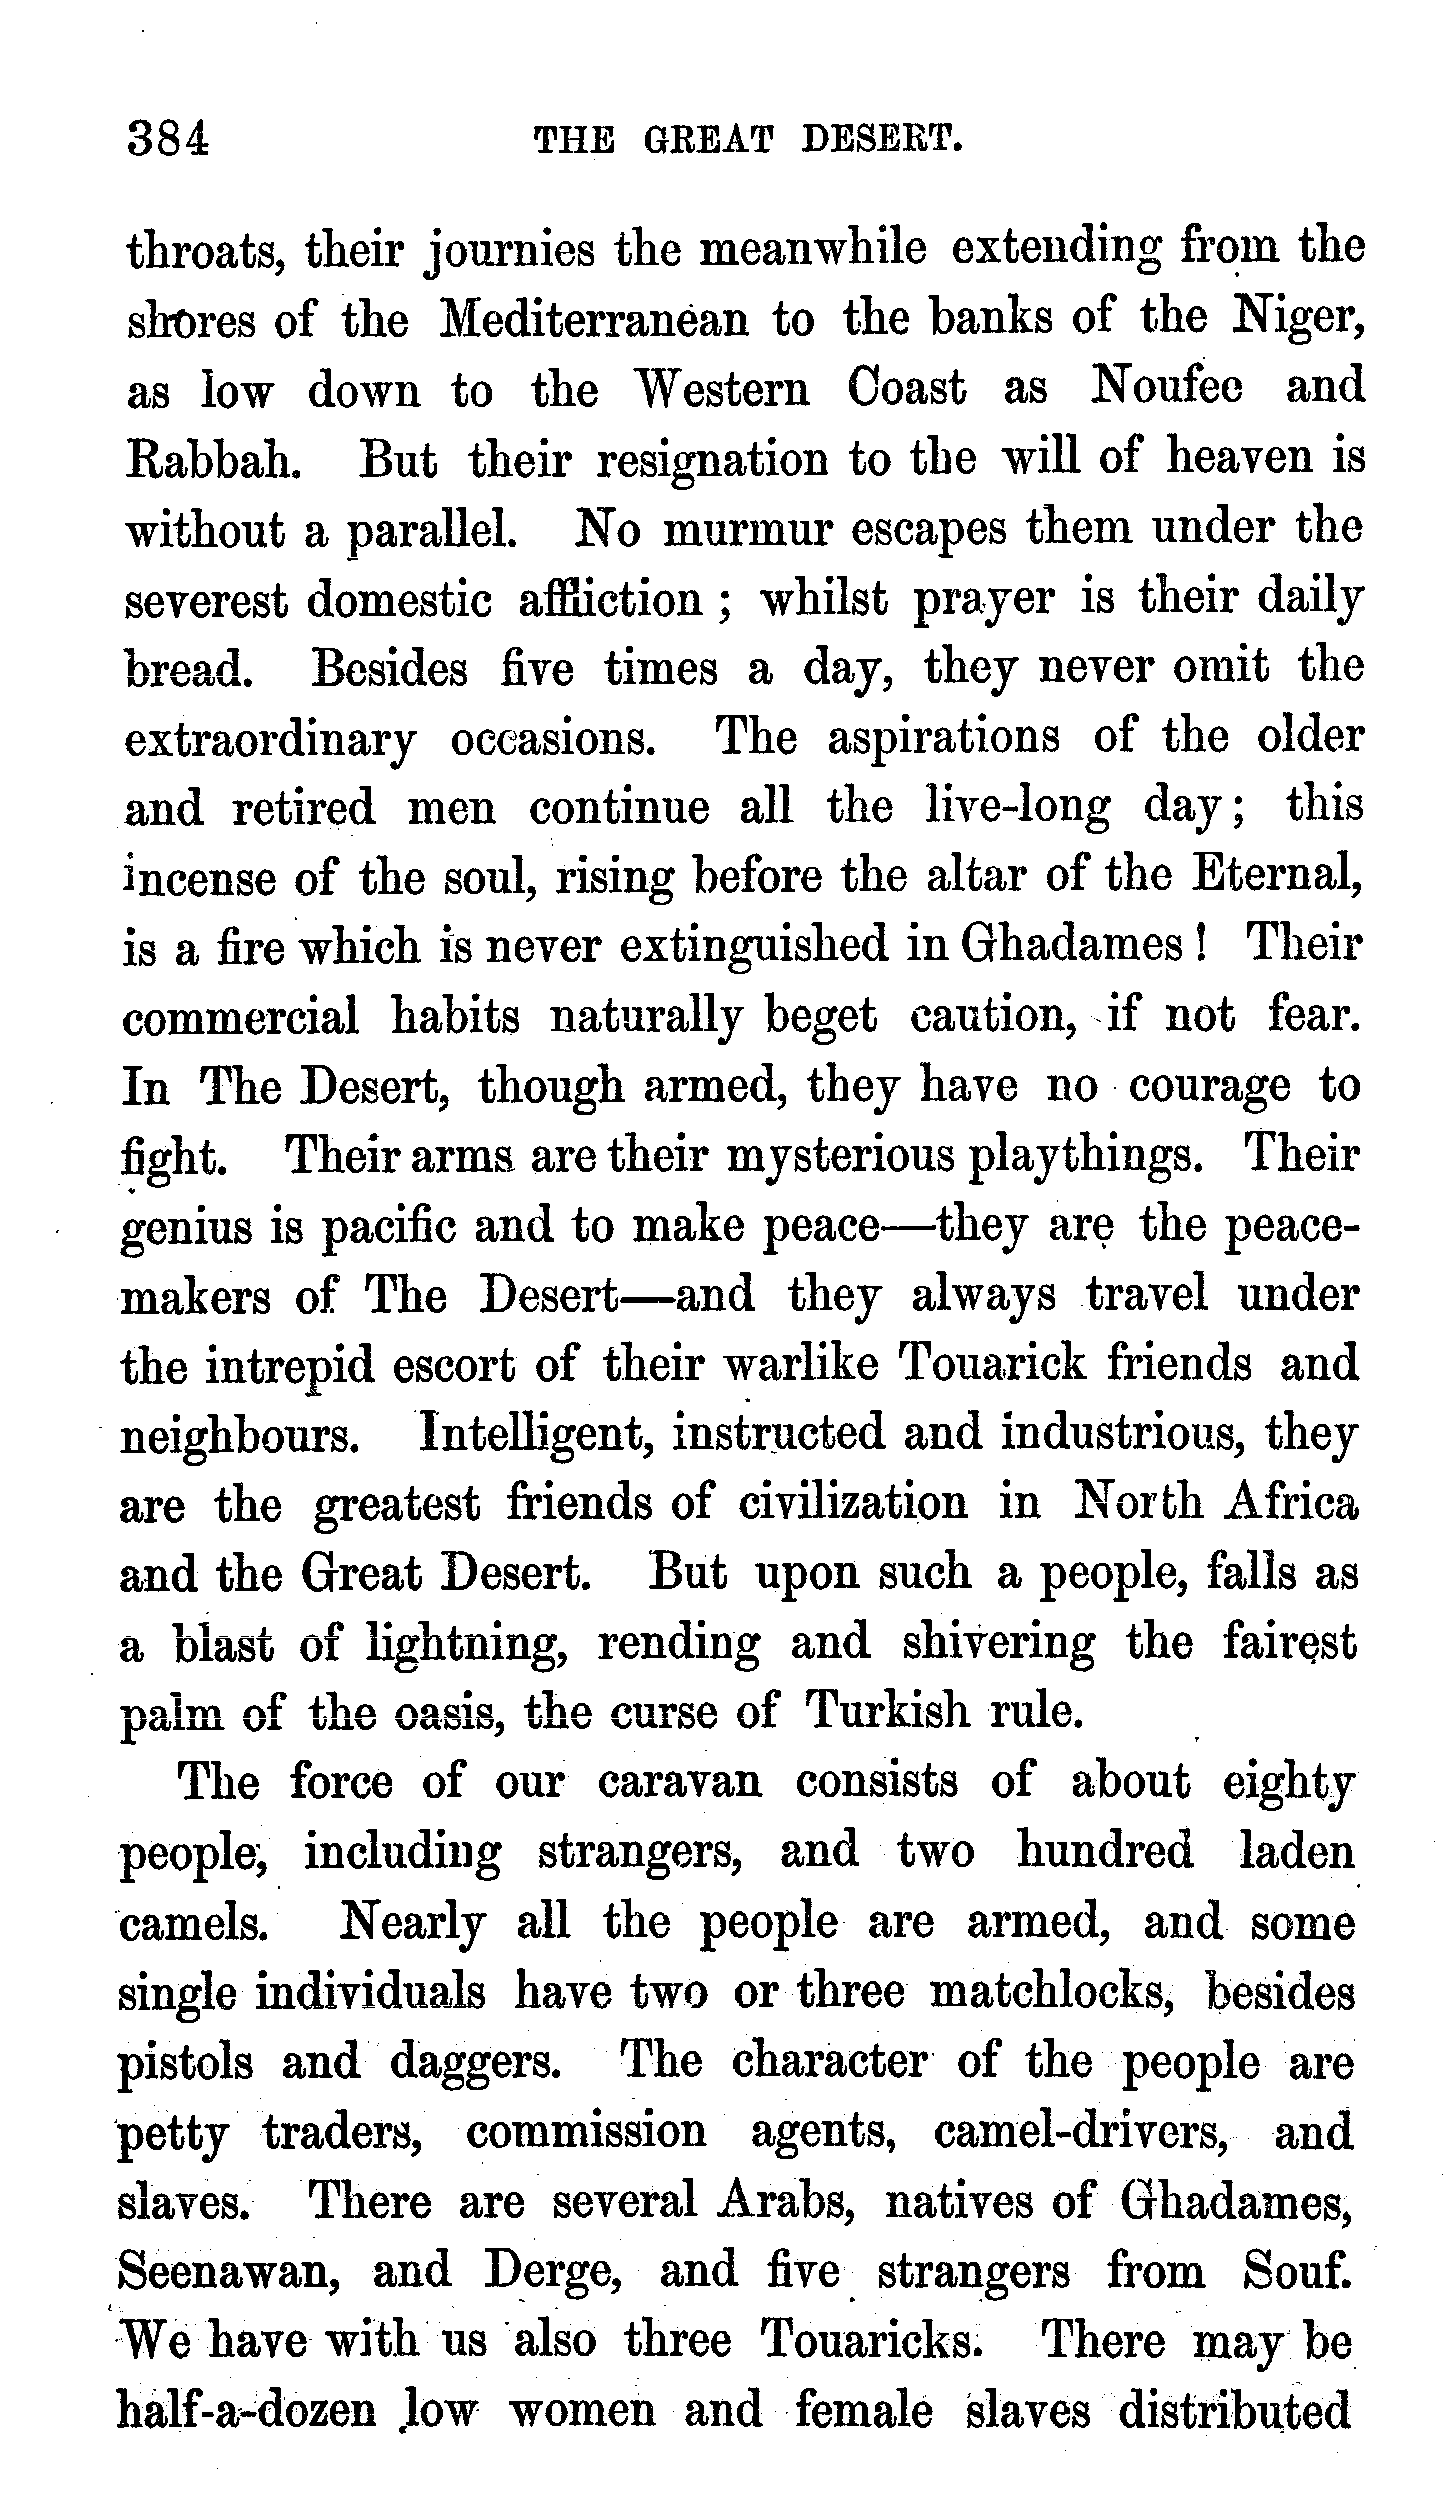 384 THE GREAT DESERT.
throats, their journies the meanwhile extending from the
shores of the Mediterranean to the banks of the Niger,
as low down to the Western Coast as Noufee and
Rabbah. But their resignation to the will of heaven is
without a parallel. No murmur escapes them under the
severest domestic affliction ; whilst prayer is their daily
bread. Besides five times a day, they never omit the
extraordinary occasions. The aspirations of the older
and retired men continue all the live-long day; this
incense of the soul, rising before the altar of the Eternal,
is a fire which is never extinguished in Ghadames ! Their
commercial habits naturally beget caution, if not fear.
In The Desert, though armed, they have no courage to
fight. Their arms are their mysterious playthings. Their
genius is pacific and to make peace—they are the peace-
makers of The Desert—and they always travel under
the intrepid escort of their warlike Touarick friends and
neighbours. Intelligent, instructed and industrious, they
are the greatest friends of civilization in North Africa
and the Great Desert. But upon such a people, falls as
a blast of lightning, rending and shivering the fairest
palm of the oasis, the curse of Turkish rule.
The force of our caravan consists of about eighty
people, including strangers, and two hundred laden
camels. Nearly all the people are armed, and some
single individuals have two or three matchlocks, besides
pistols and daggers. The character of the people are
petty traders, commission agents, camel-drivers, and
slaves. There are several Arabs, natives of Ghadames,
Seenawan, and Derge, and five strangers from Souf.
We have with us also three Touaricks. There may be
half-a-dozen low women and female slaves distributed